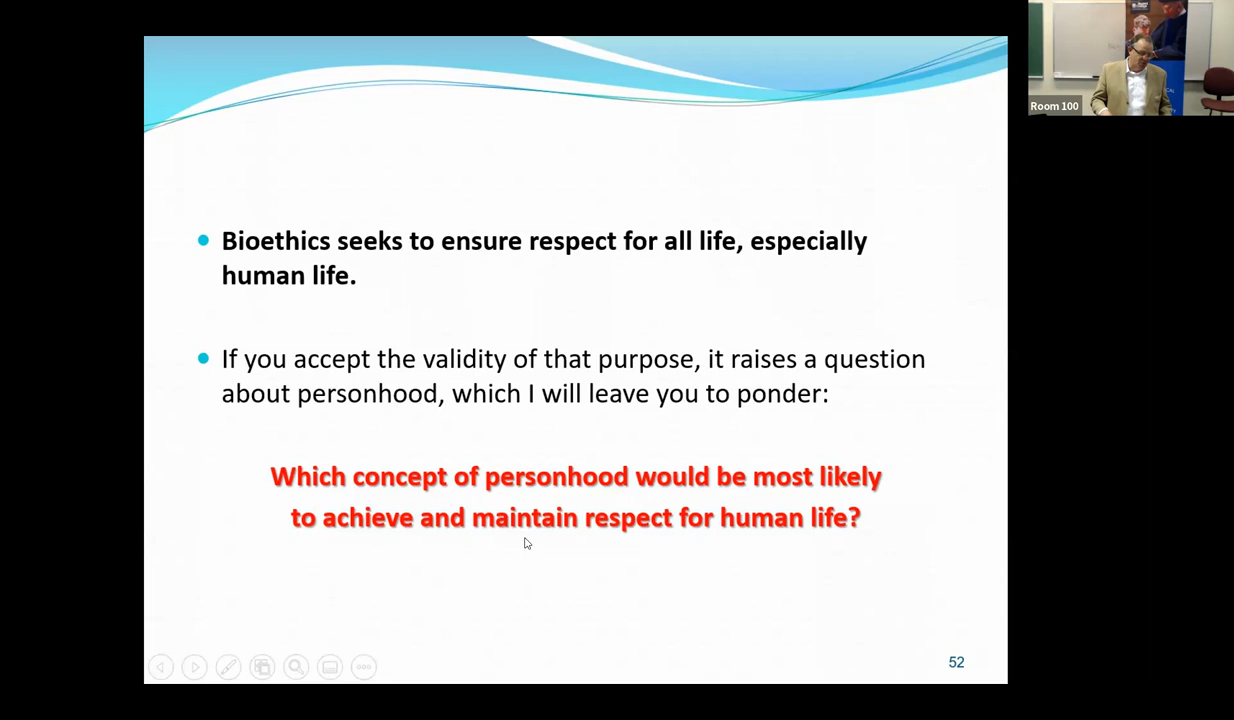 Room 100
Bioethics seeks to ensure respect for all life, especially
human life.
If you accept the validity of that purpose, it raises a question
about personhood, which I will leave you to ponder:
Which concept of personhood would be most likely
to achieve and maintain respect for human life?
52